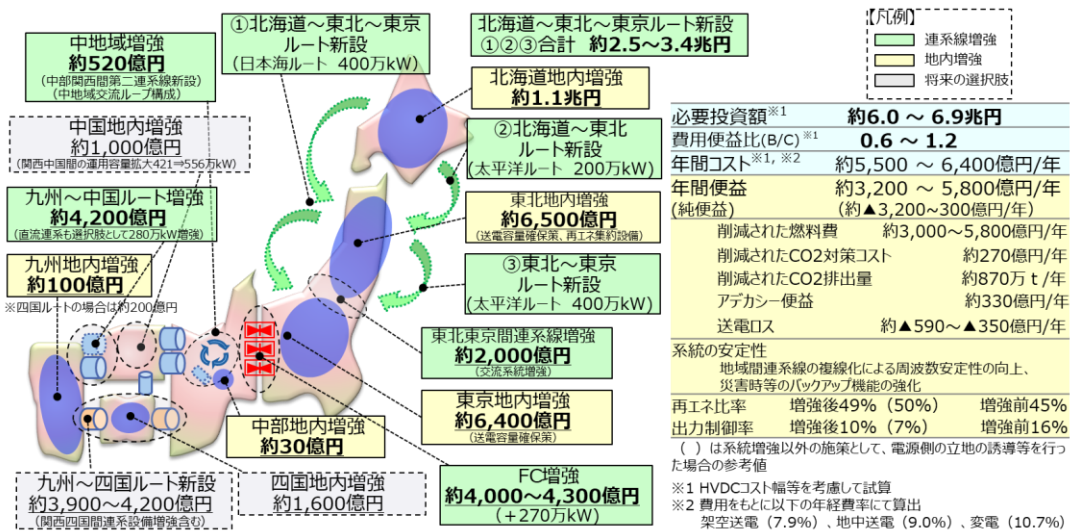 中地域増強
約520億円
(中部関西間第二連系線新設)
(中地域交流ループ構成)
①北海道～東北～東京
ルート新設
(日本海ルート 400万kW)
北海道～東北～東京ルート新設
①②③合計 約2.5～3.4兆円
【凡例】
連系線増強
地内増強
将来の選択肢
北海道地内増強
約1.1兆円
中国地内増強
約1,000億円
(関西中国間の運用容量拡大421⇒556万kW)
②北海道～東北
ルート新設
(太平洋ルート 200万kW)
九州～中国ルート増強
約4,200億円
(直流連系も選択肢として280万kW増強)
東北地内増強
約6,500億円
(送電容量確保策、再エネ集約設備)
九州地内増強
約100億円
※四国ルートの場合は約200億円
③東北～東京
ルート新設
(太平洋ルート 400万kW)
東北東京間連系線増強
約2,000億円
(交流系統増強)
東京地内増強
約6,400億円
(送電容量確保策)
中部地内増強
約30億円
九州～四国ルート新設
約3,900～4,200億円
(関西四国間連系設備増強含む)
四国地内増強
約1,600億円
FC増強
約4,000～4,300億円
(+270万kW)
必要投資額※1 約6.0 ～ 6.9兆円
費用便益比(B/C) ※1 0.6 ～ 1.2
年間コスト※1, ※2 約5,500 ～ 6,400億円/年
年間便益 約3,200 ～ 5,800億円/年
(純便益) (約▲3,200~300億円/年)
削減された燃料費 約3,000～5,800億円/年
削減されたCO2対策コスト 約270億円/年
削減されたCO2排出量 約870万ｔ/年
アデカシー便益 約330億円/年
送電ロス 約▲590～▲350億円/年
系統の安定性
地域間連系線の複線化による周波数安定性の向上、
災害時等のバックアップ機能の強化
再エネ比率 増強後49%（50%） 増強前45%
出力制御率 増強後10%（7%） 増強前16%
（ ）は系統増強以外の施策として、電源側の立地の誘導等を行っ
た場合の参考値
※1 HVDCコスト幅等を考慮して試算
※2 費用をもとに以下の年経費率にて算出
架空送電（7.9%）、地中送電（9.0%）、変電（10.7%）